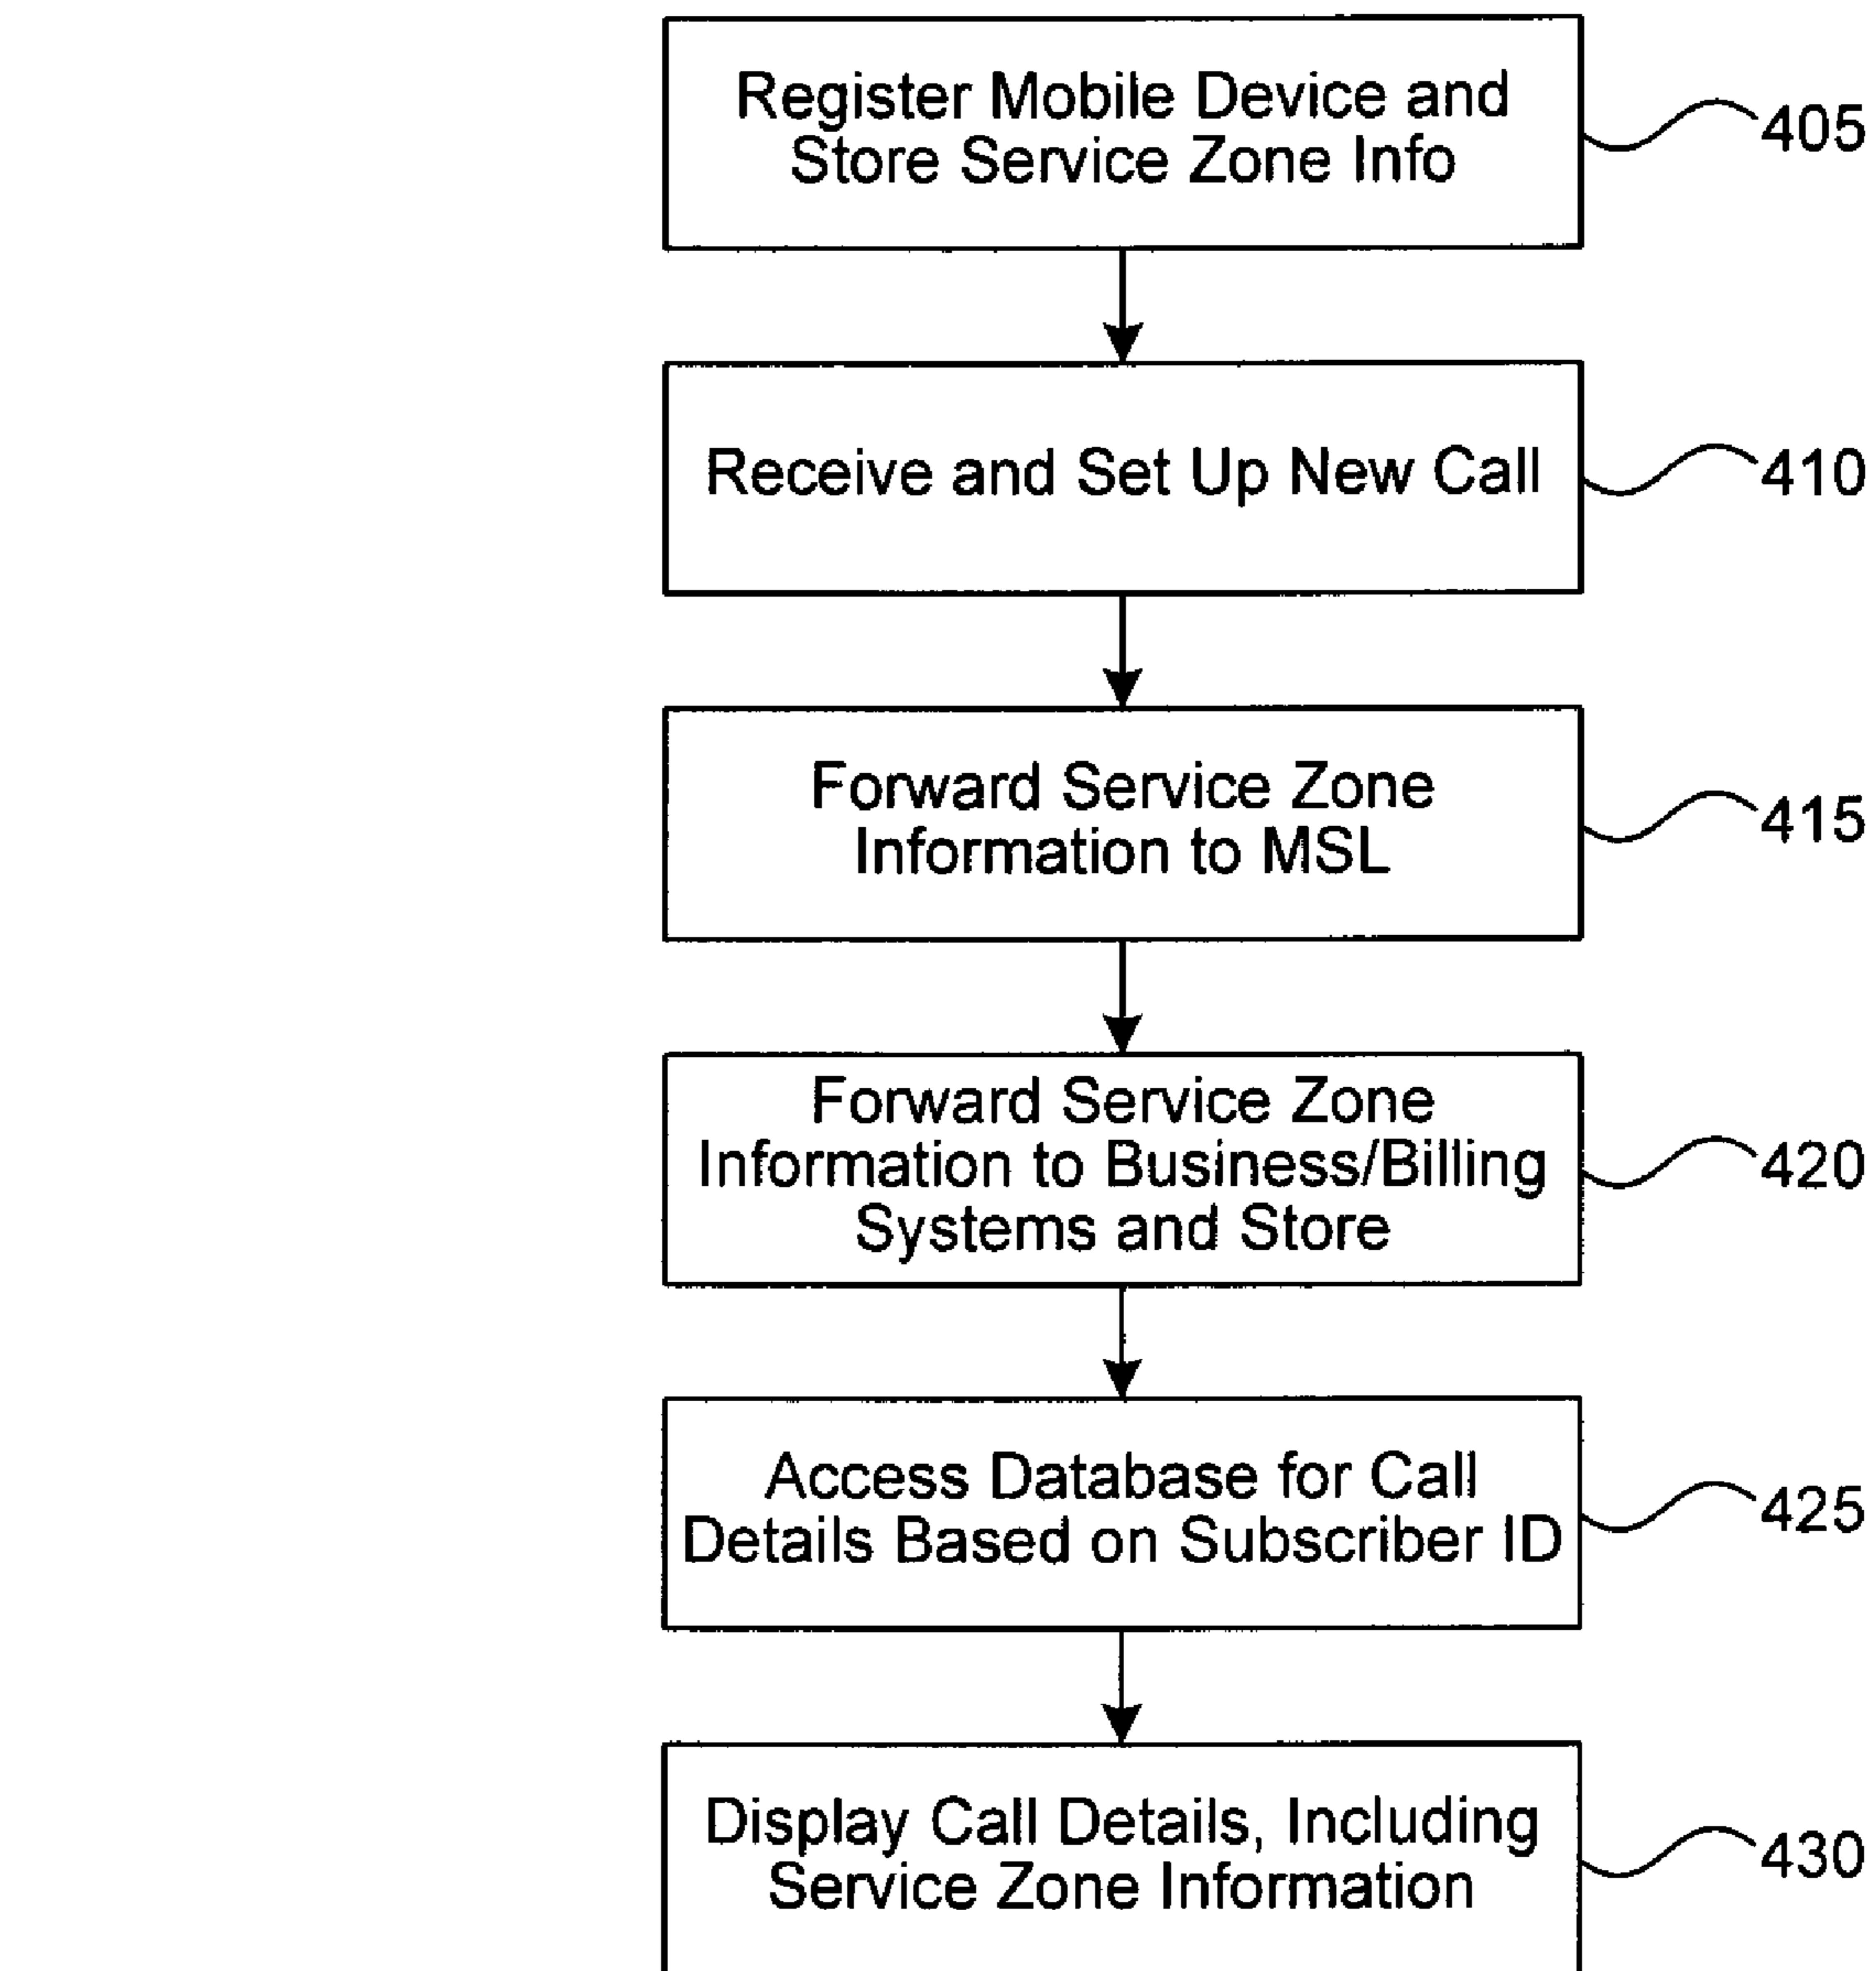 Register Mobile Device and
Store Service Zone Info
405
Receive and Set Up New Call
410
Forward Service Zone
Information to MSL
415
Forward Service Zone
Information to Business/Billing
Systems and Store
420
Access Database for Call
Details Based on Subscriber ID
425
Display Call Details, Including
Service Zone Information
430